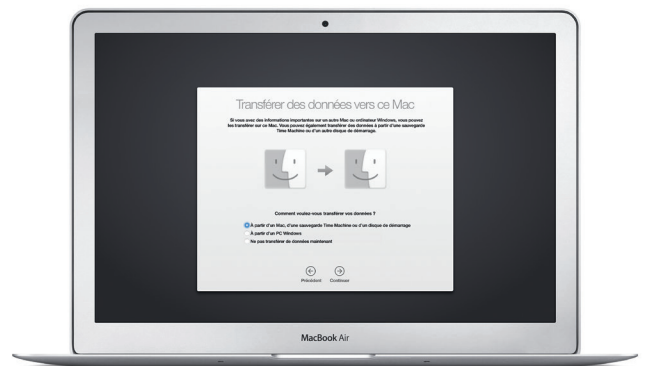 Transférer des données vers ce Mac
Si vous avez des informations importantes sur un autre Mac ou ordinateur Windows, vous pouvez
les transférer sur ce Mac. Vous pouvez également transférer des données à partir d'une sauvegarde
Time Machine ou d'un autre disque de démarrage.
Comment voulez-vous transférer vos données ?
À partir d'un Mac, d'une sauvegarde Time Machine ou d'un disque de démarrage
À partir d'un PC Windows
Ne pas transférer de données maintenant
Précédent Continuer
MacBook Air